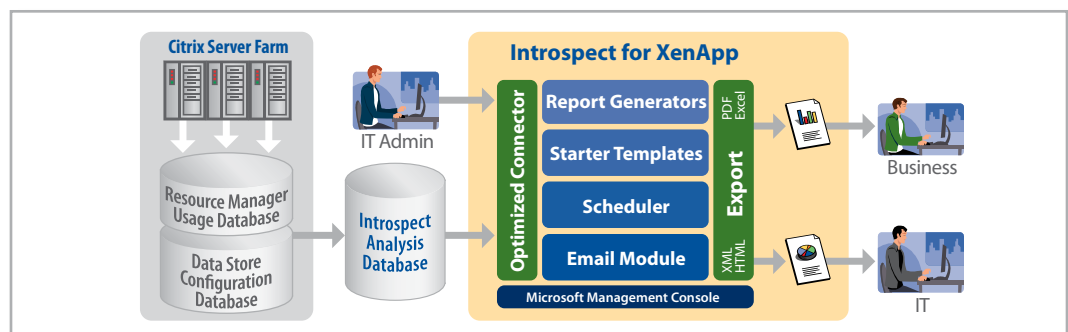 Citrix Server Farm
Resource Manager
Usage Database
Data Store
Configuration
Database
IT Admin
Introspect
Analysis
Database
Introspect for XenApp
Optimized Connector
Report Generators
Starter Templates
Scheduler
Email Module
Export
PDF
Excel
XML
HTML
Microsoft Management Console
Business
IT